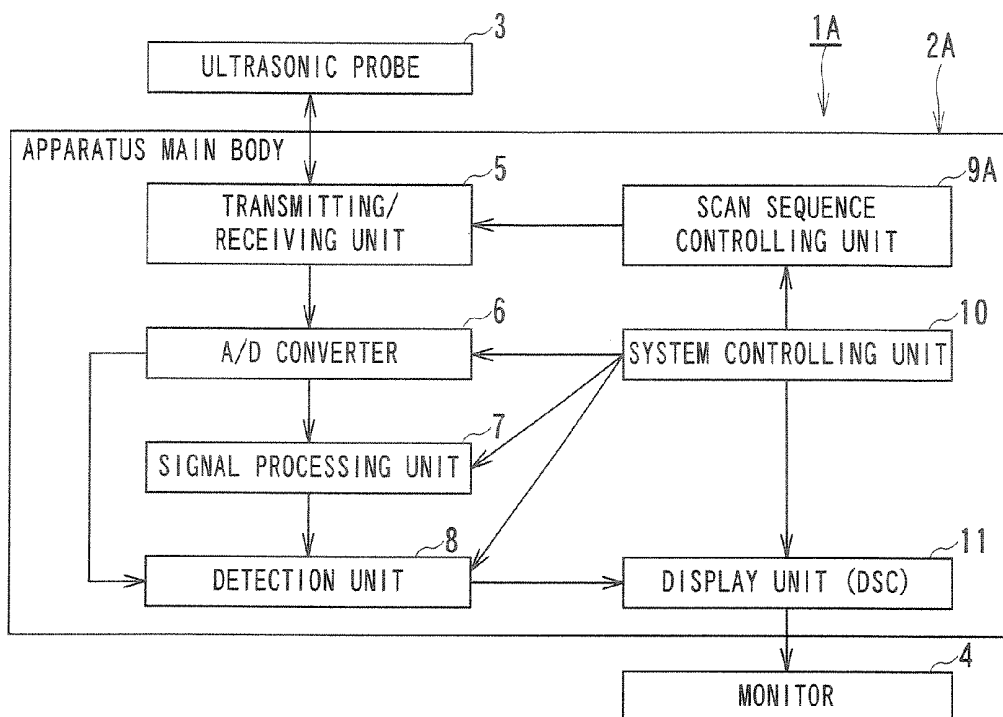 3
ULTRASONIC PROBE
1A
2A
APPARATUS MAIN BODY
5
TRANSMITTING/
RECEIVING UNIT
9A
SCAN SEQUENCE
CONTROLLING UNIT
6
A/D CONVERTER
10
SYSTEM CONTROLLING UNIT
7
SIGNAL PROCESSING UNIT
8
DETECTION UNIT
11
DISPLAY UNIT (DSC)
4
MONITOR